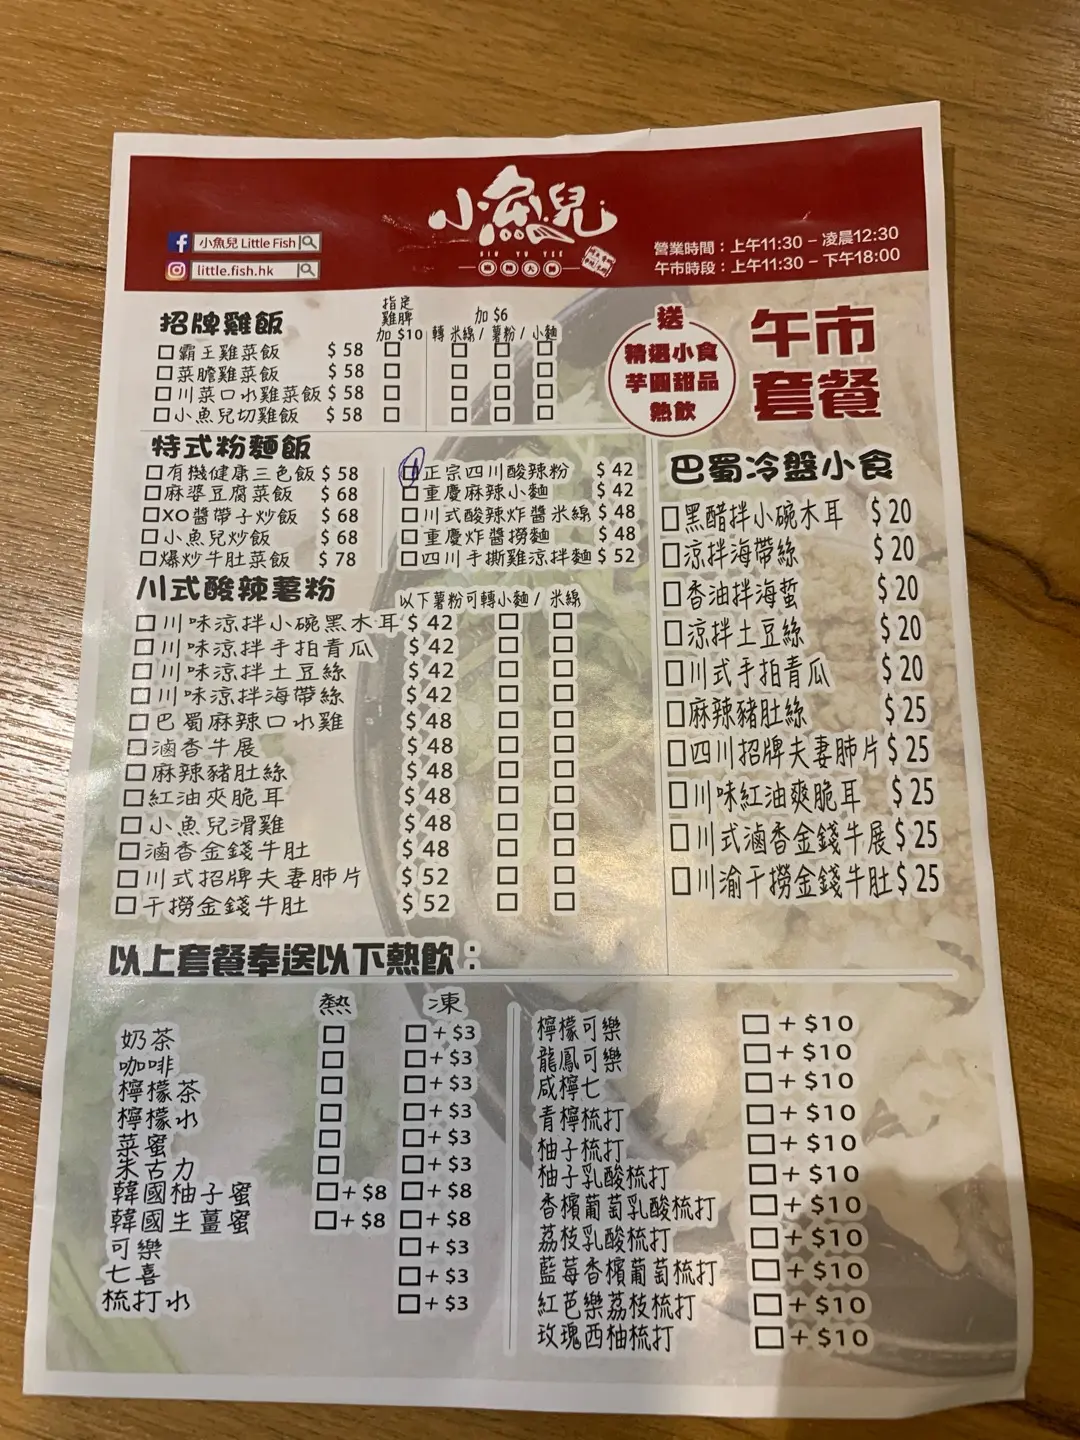 小魚兒
SIU YU YEE
小魚兒 Little Fish
little.fish.hk
營業時間：上午11:30 – 凌晨12:30
午市時段：上午11:30 – 下午18:00
送
精選小食
芋圓甜品
熱飲
午市
套餐
招牌雞飯
指定
雞髀
加 $10
加 $6
轉 米線 / 薯粉 / 小麵
霸王雞菜飯 $ 58
菜膽雞菜飯 $ 58
川菜口水雞菜飯 $ 58
小魚兒切雞飯 $ 58
特式粉麵飯
有機健康三色飯 $ 58
麻婆豆腐菜飯 $ 68
XO醬帶子炒飯 $ 68
小魚兒炒飯 $ 68
爆炒牛肚菜飯 $ 78
正宗四川酸辣粉 $ 42
重慶麻辣小麵 $ 42
川式酸辣炸醬米線 $ 48
重慶炸醬撈麵 $ 48
四川手撕雞涼拌麵 $ 52
川式酸辣薯粉
以下薯粉可轉小麵 / 米線
川味涼拌小碗黑木耳 $ 42
川味涼拌手拍青瓜 $ 42
川味涼拌土豆絲 $ 42
川味涼拌海帶絲 $ 42
巴蜀麻辣口水雞 $ 48
滷香牛展 $ 48
麻辣豬肚絲 $ 48
紅油爽脆耳 $ 48
小魚兒滑雞 $ 48
滷香金錢牛肚 $ 48
川式招牌夫妻肺片 $ 52
干撈金錢牛肚 $ 52
巴蜀冷盤小食
黑醋拌小碗木耳 $ 20
涼拌海帶絲 $ 20
香油拌海蜇 $ 20
涼拌土豆絲 $ 20
川式手拍青瓜 $ 20
麻辣豬肚絲 $ 25
四川招牌夫妻肺片 $ 25
川味紅油爽脆耳 $ 25
川式滷香金錢牛展 $ 25
川渝干撈金錢牛肚 $ 25
以上套餐奉送以下熱飲：
熱 凍
奶茶 + $3
咖啡 + $3
檸檬茶 + $3
檸檬水 + $3
菜蜜 + $3
朱古力 + $3
韓國柚子蜜 + $8 + $8
韓國生薑蜜 + $8 + $8
可樂 + $3
七喜 + $3
梳打水 + $3
檸檬可樂 + $10
龍鳳可樂 + $10
咸檸七 + $10
青檸梳打 + $10
柚子梳打 + $10
柚子乳酸梳打 + $10
香檳葡萄乳酸梳打 + $10
荔枝乳酸梳打 + $10
藍莓香檳葡萄梳打 + $10
紅芭樂荔枝梳打 + $10
玫瑰西柚梳打 + $10